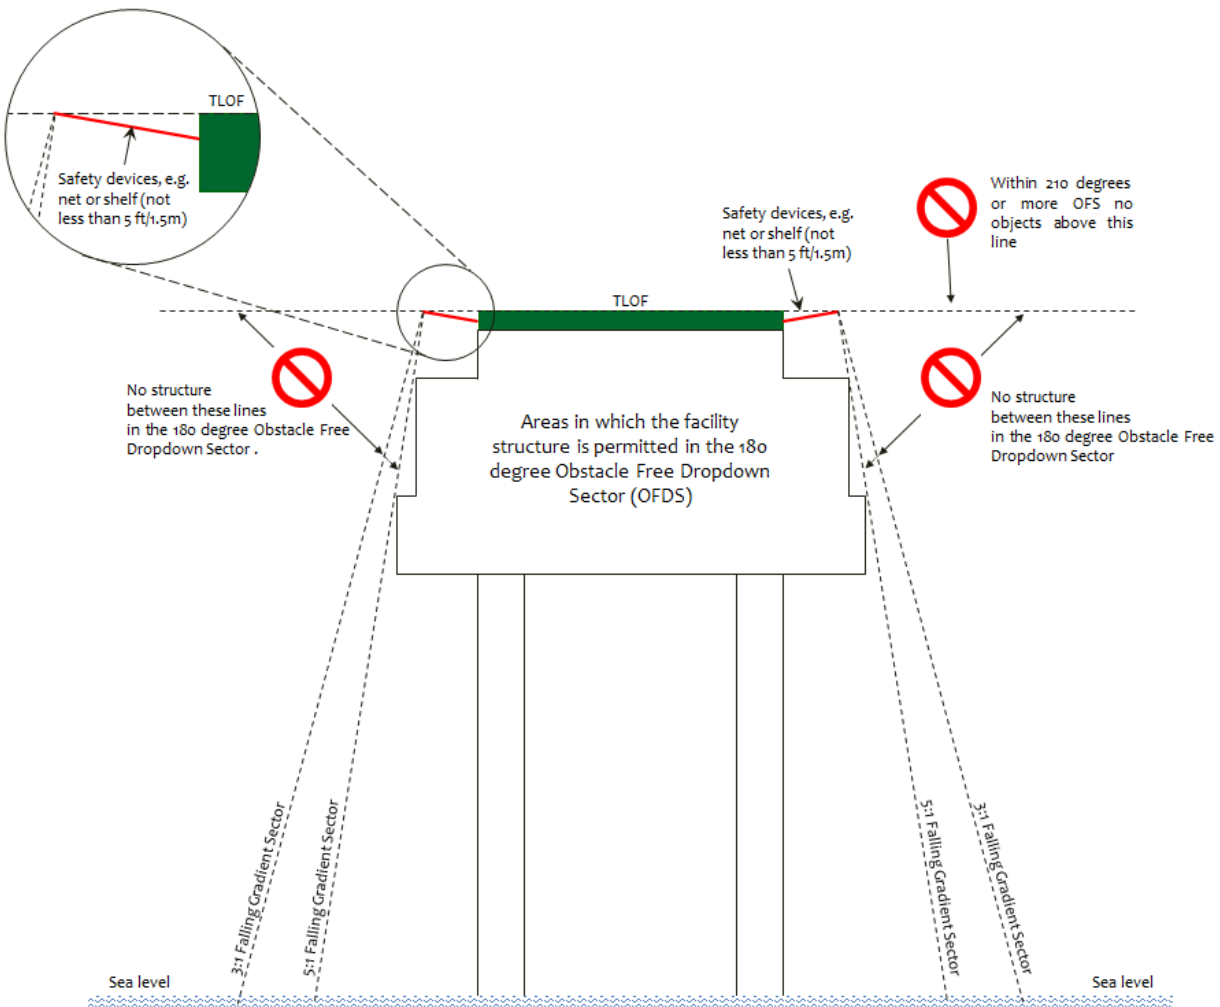 TLOF
Safety devices, e.g.
net or shelf (not
less than 5 ft/1.5m)
Within 210 degrees
or more OFS no
objects above this
line
Safety devices, e.g.
net or shelf (not
less than 5 ft/1.5m)
TLOF
No structure
between these lines
in the 180 degree Obstacle Free
Dropdown Sector .
Areas in which the facility
structure is permitted in the 180
degree Obstacle Free Dropdown
Sector (OFDS)
No structure
between these lines
in the 180 degree Obstacle Free
Dropdown Sector
3:1 Falling Gradient Sector
5:1 Falling Gradient Sector
5:1 Falling Gradient Sector
3:1 Falling Gradient Sector
Sea level
Sea level